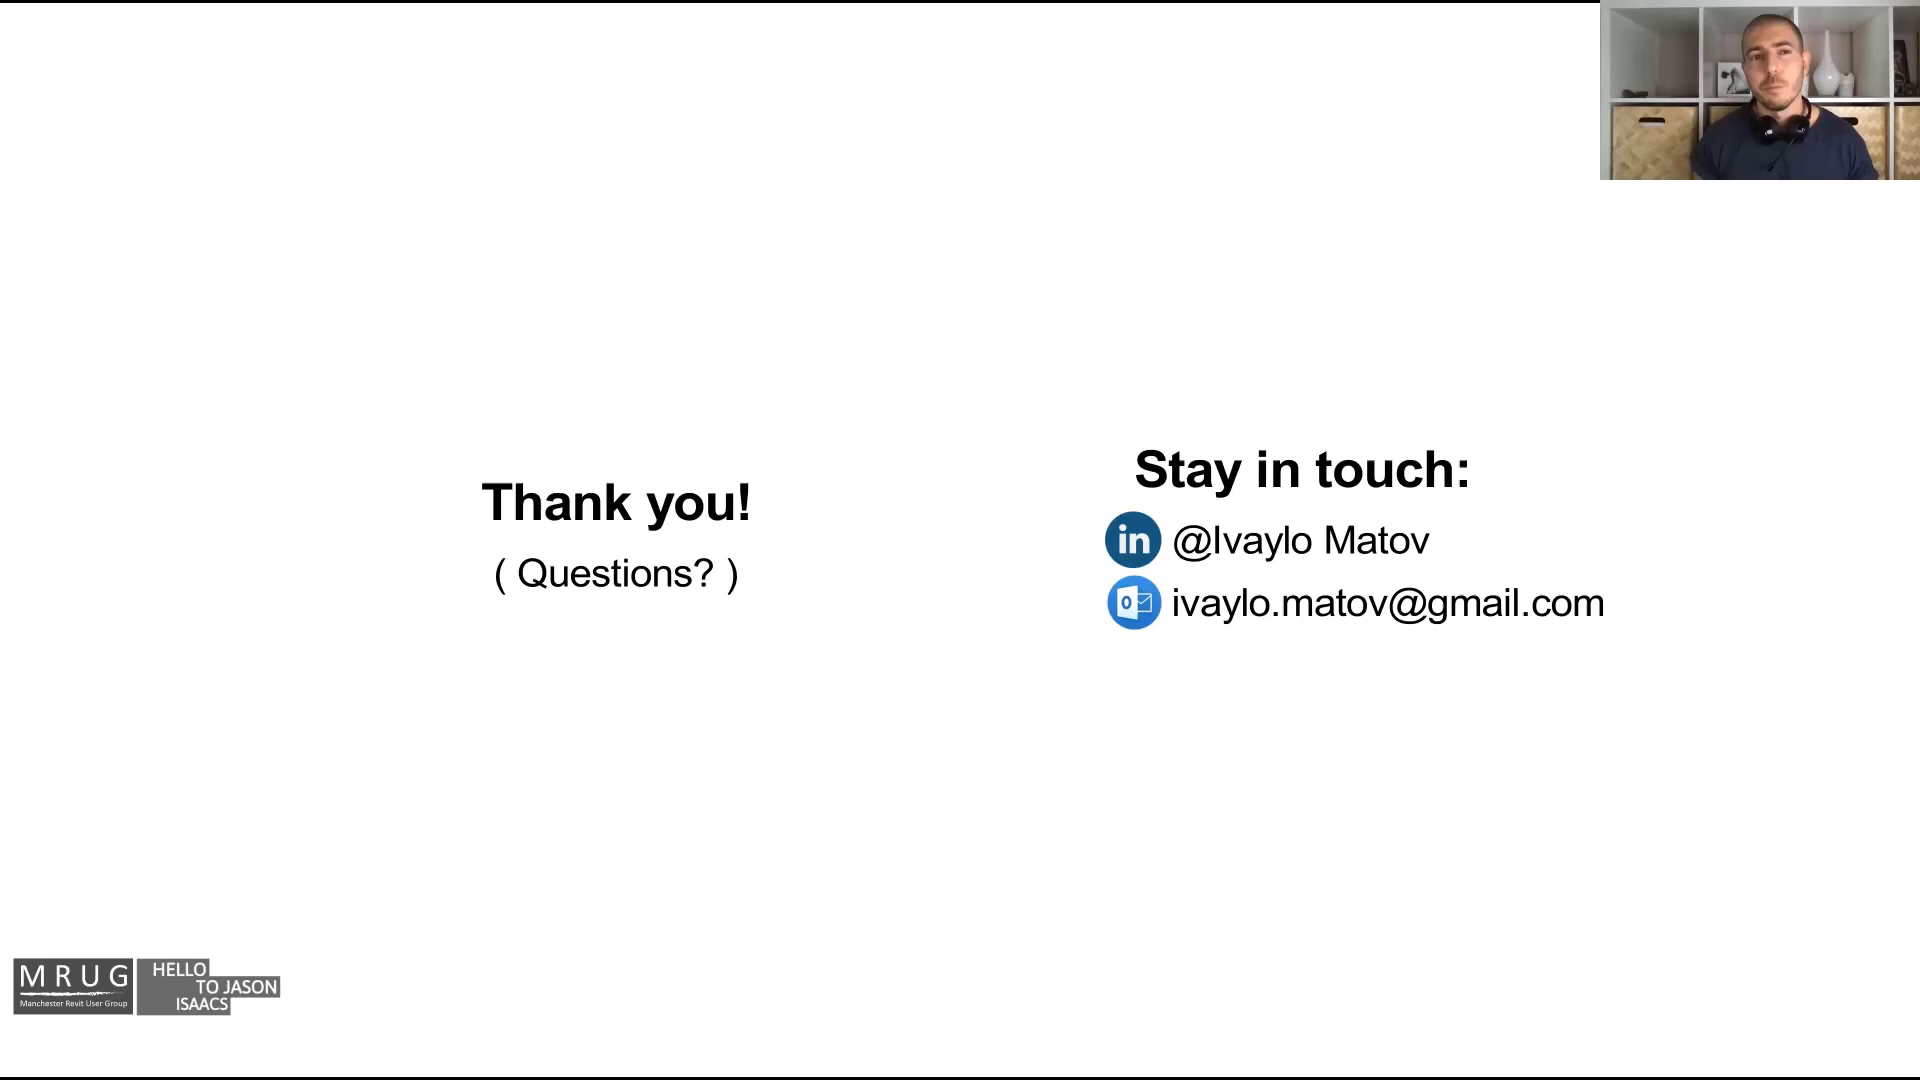 Thank you!
( Questions? )
Stay in touch:
in @Ivaylo Matov
O ivaylo.matov@gmail.com
MRUG
Manchester Revit User Group
HELLO
TO JASON
ISAACS